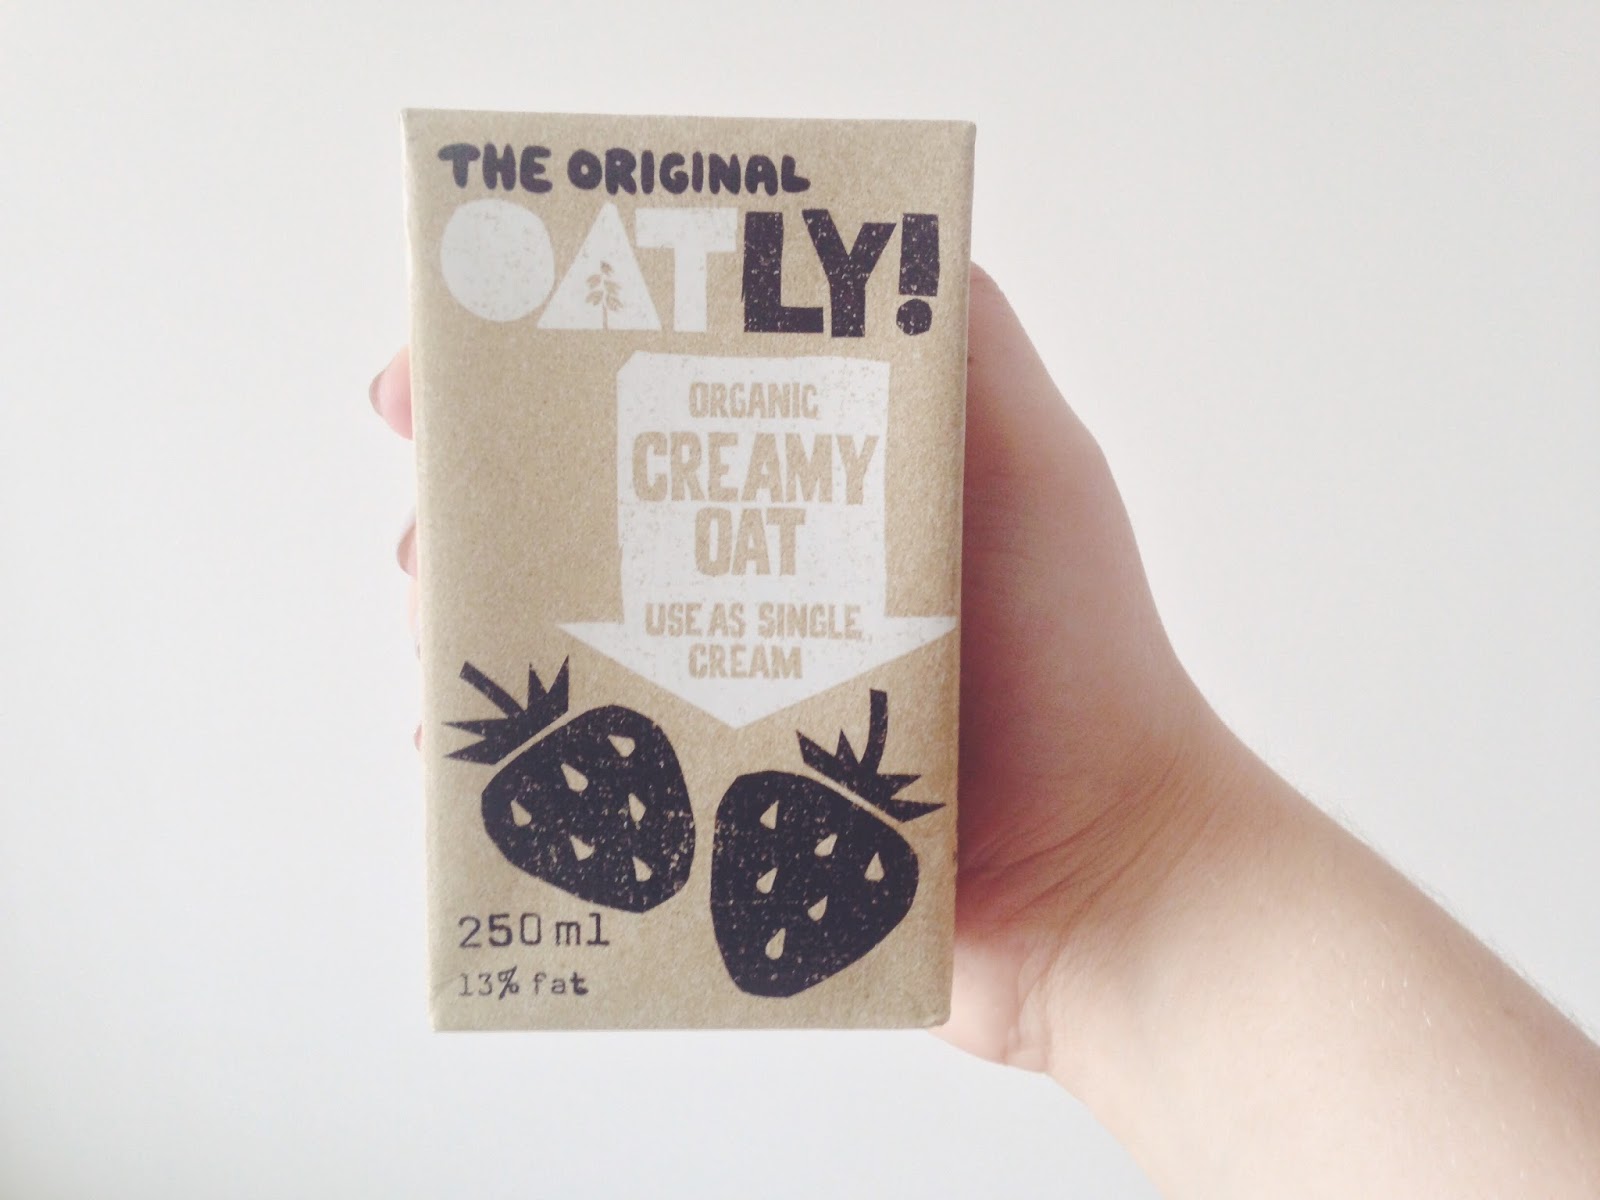 THE ORIGINAL
OATLY!
ORGANIC
CREAMY
OAT
USE AS SINGLE
CREAM
250 ml
13% fat